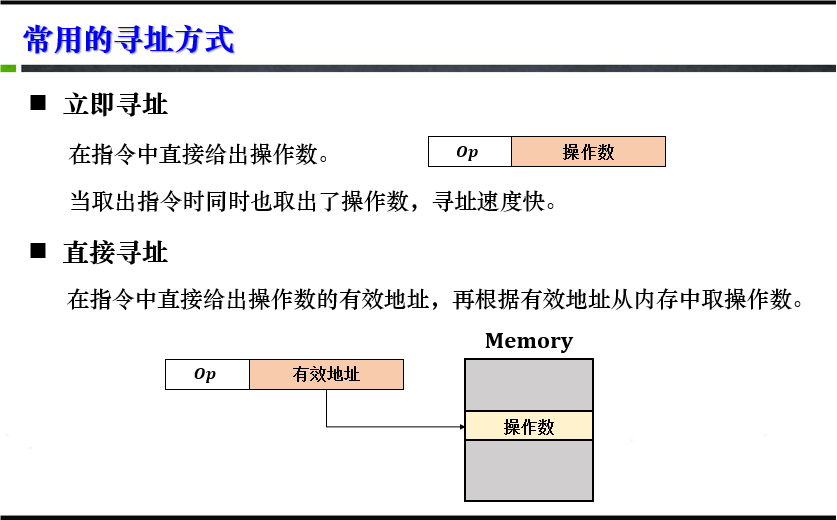 常用的寻址方式
立即寻址
在指令中直接给出操作数。
Op 操作数
当取出指令时同时也取出了操作数，寻址速度快。
直接寻址
在指令中直接给出操作数的有效地址，再根据有效地址从内存中取操作数。
Memory
Op 有效地址
操作数